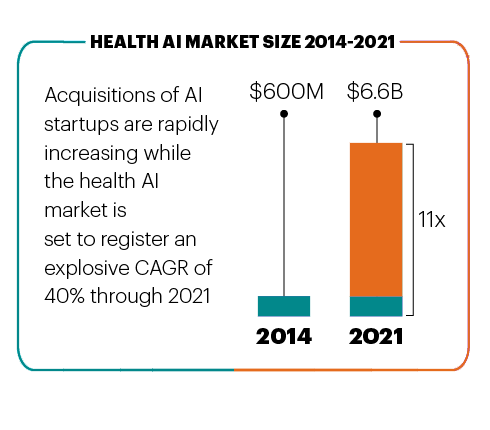 HEALTH AI MARKET SIZE 2014-2021
Acquisitions of AI
startups are rapidly
increasing while
the health AI
market is
set to register an
explosive CAGR of
40% through 2021
$600M
$6.6B
11x
2014
2021